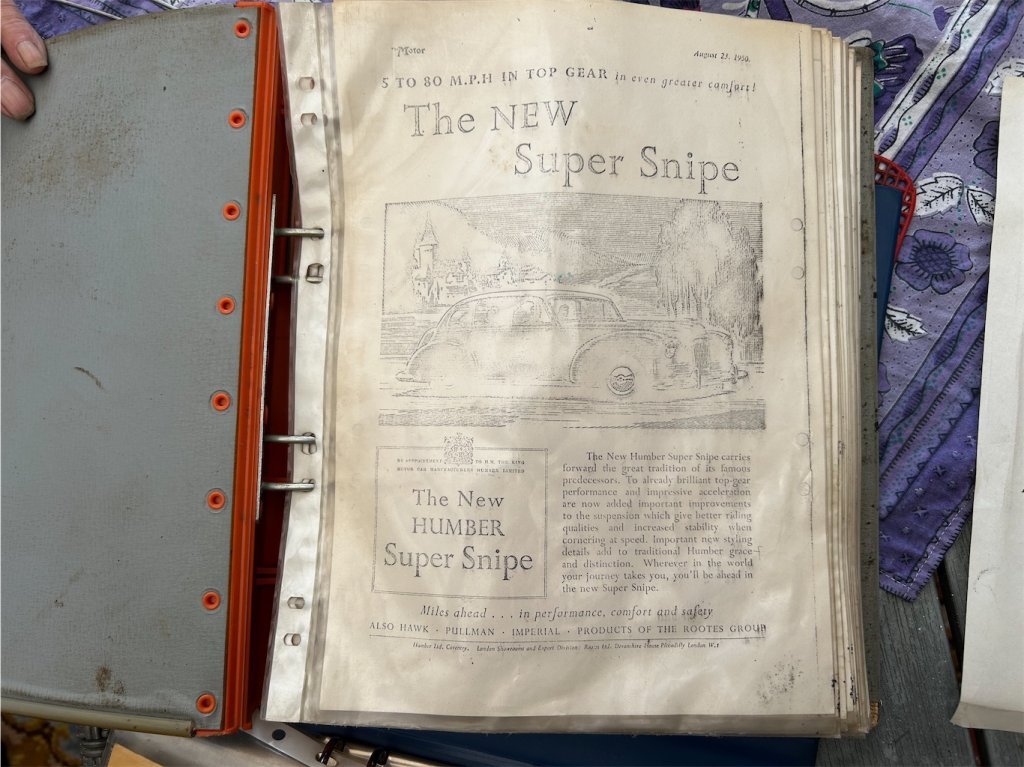 The Motor
August 23, 1950.
5 TO 80 M.P.H IN TOP GEAR in even greater comfort!
The NEW
Super Snipe
BY APPOINTMENT TO H.M. THE KING
MOTOR CAR MANUFACTURERS HUMBER LIMITED
The New
HUMBER
Super Snipe
The New Humber Super Snipe carries
forward the great tradition of its famous
predecessors. To already brilliant top-gear
performance and impressive acceleration
are now added important improvements
to the suspension which give better riding
qualities and increased stability when
cornering at speed. Important new styling
details add to traditional Humber grace
and distinction. Wherever in the world
your journey takes you, you'll be ahead in
the new Super Snipe.
Miles ahead . . . in performance, comfort and safety
ALSO HAWK · PULLMAN · IMPERIAL · PRODUCTS OF THE ROOTES GROUP
Humber Ltd. Coventry. London Showrooms and Export Division: Rootes Ltd. Devonshire House Piccadilly London W.1